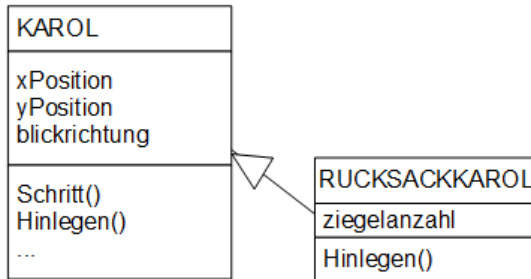 KAROL
xPosition
yPosition
blickrichtung
Schritt()
Hinlegen()
...
RUCKSACKKAROL
ziegelanzahl
Hinlegen()